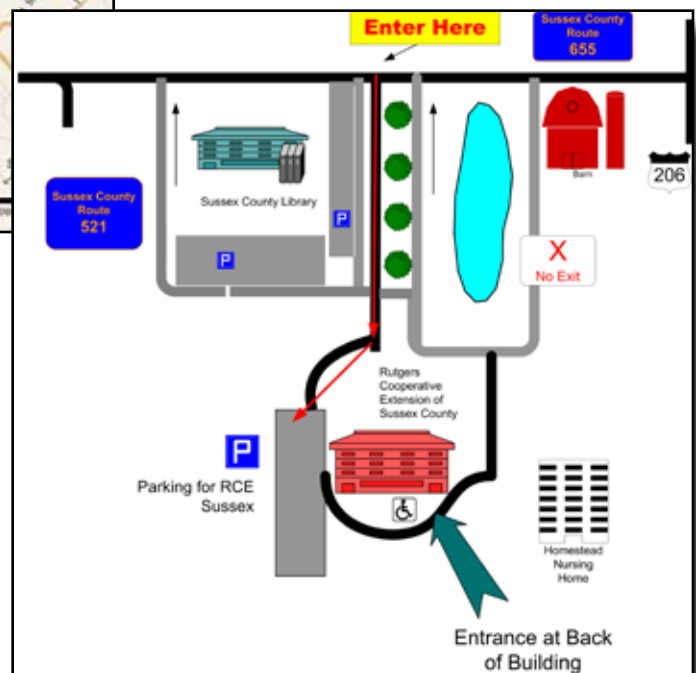 Enter Here
Sussex County
Route
655
Barn
206
Sussex County Library
P
P
Sussex County
Route
521
X
No Exit
Rutgers
Cooperative
Extension of
Sussex County
P
Parking for RCE
Sussex
Homestead
Nursing
Home
Entrance at Back
of Building